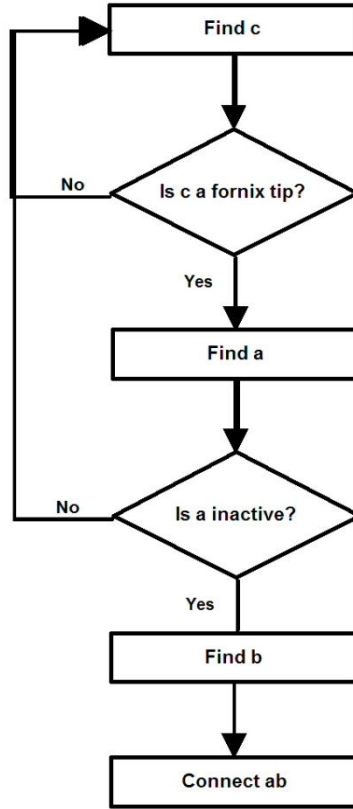 Find c
Is c a fornix tip?
No
Yes
Find a
Is a inactive?
No
Yes
Find b
Connect ab